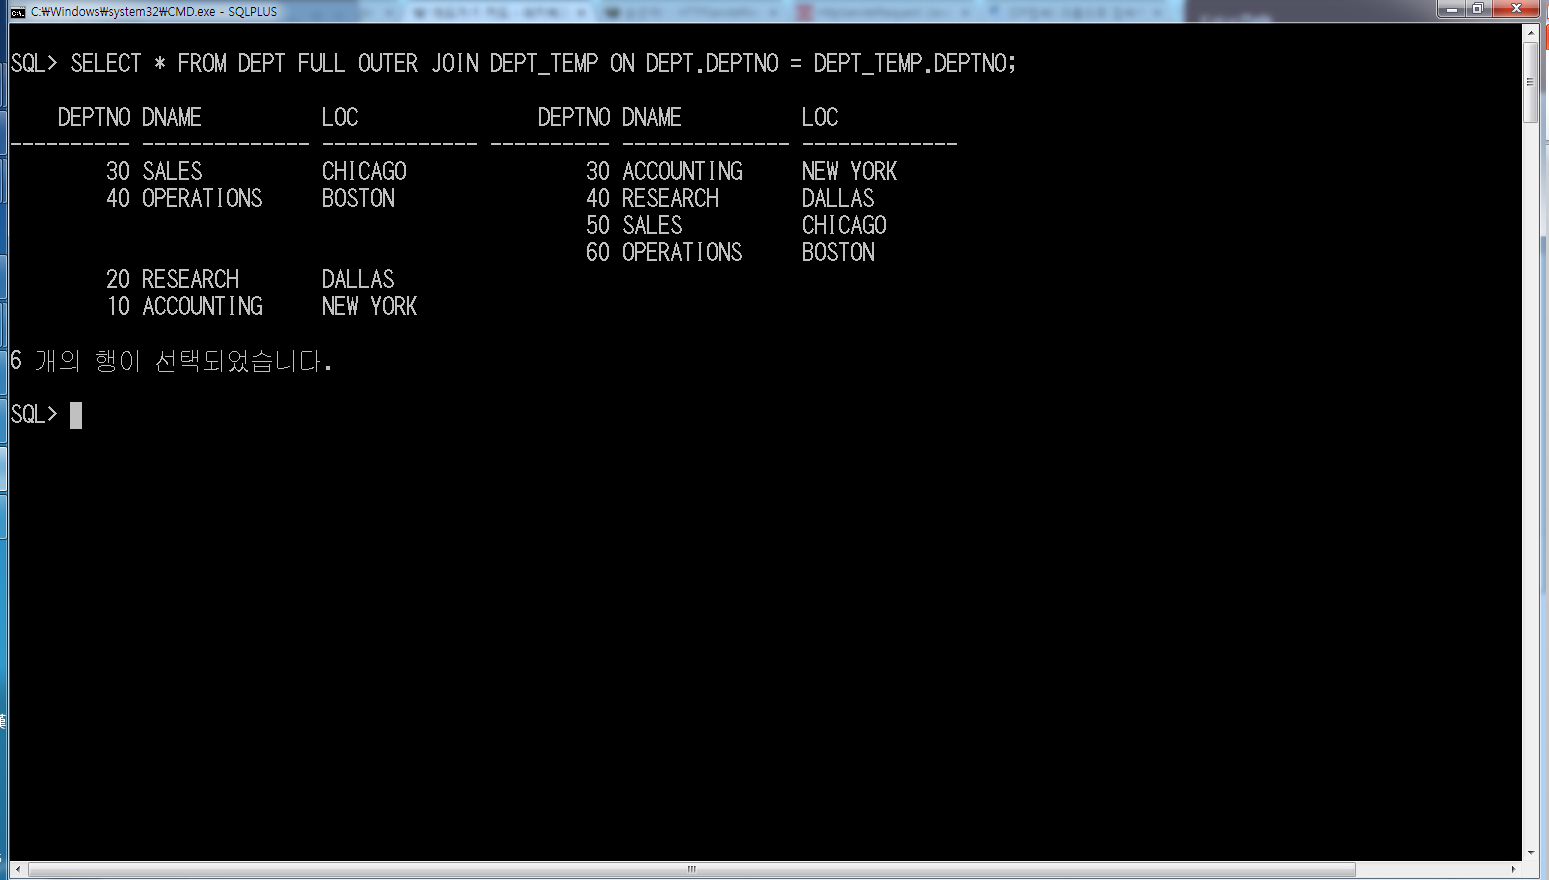 C:₩Windows₩system32₩CMD.exe - SQLPLUS
SQL> SELECT * FROM DEPT FULL OUTER JOIN DEPT_TEMP ON DEPT.DEPTNO = DEPT_TEMP.DEPTNO;
DEPTNO DNAME LOC DEPTNO DNAME LOC
---------- -------------- ------------- ---------- -------------- -------------
30 SALES CHICAGO 30 ACCOUNTING NEW YORK
40 OPERATIONS BOSTON 40 RESEARCH DALLAS
50 SALES CHICAGO
60 OPERATIONS BOSTON
20 RESEARCH DALLAS
10 ACCOUNTING NEW YORK
6 개의 행이 선택되었습니다.
SQL>